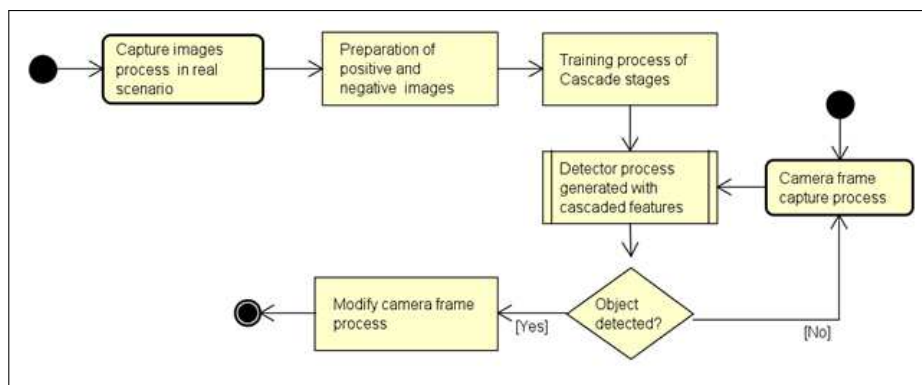 Capture images
process in real
scenario
Preparation of
positive and
negative images
Training process of
Cascade stages
Detector process
generated with
cascaded features
Camera frame
capture process
Modify camera frame
process
[Yes]
Object
detected?
[No]